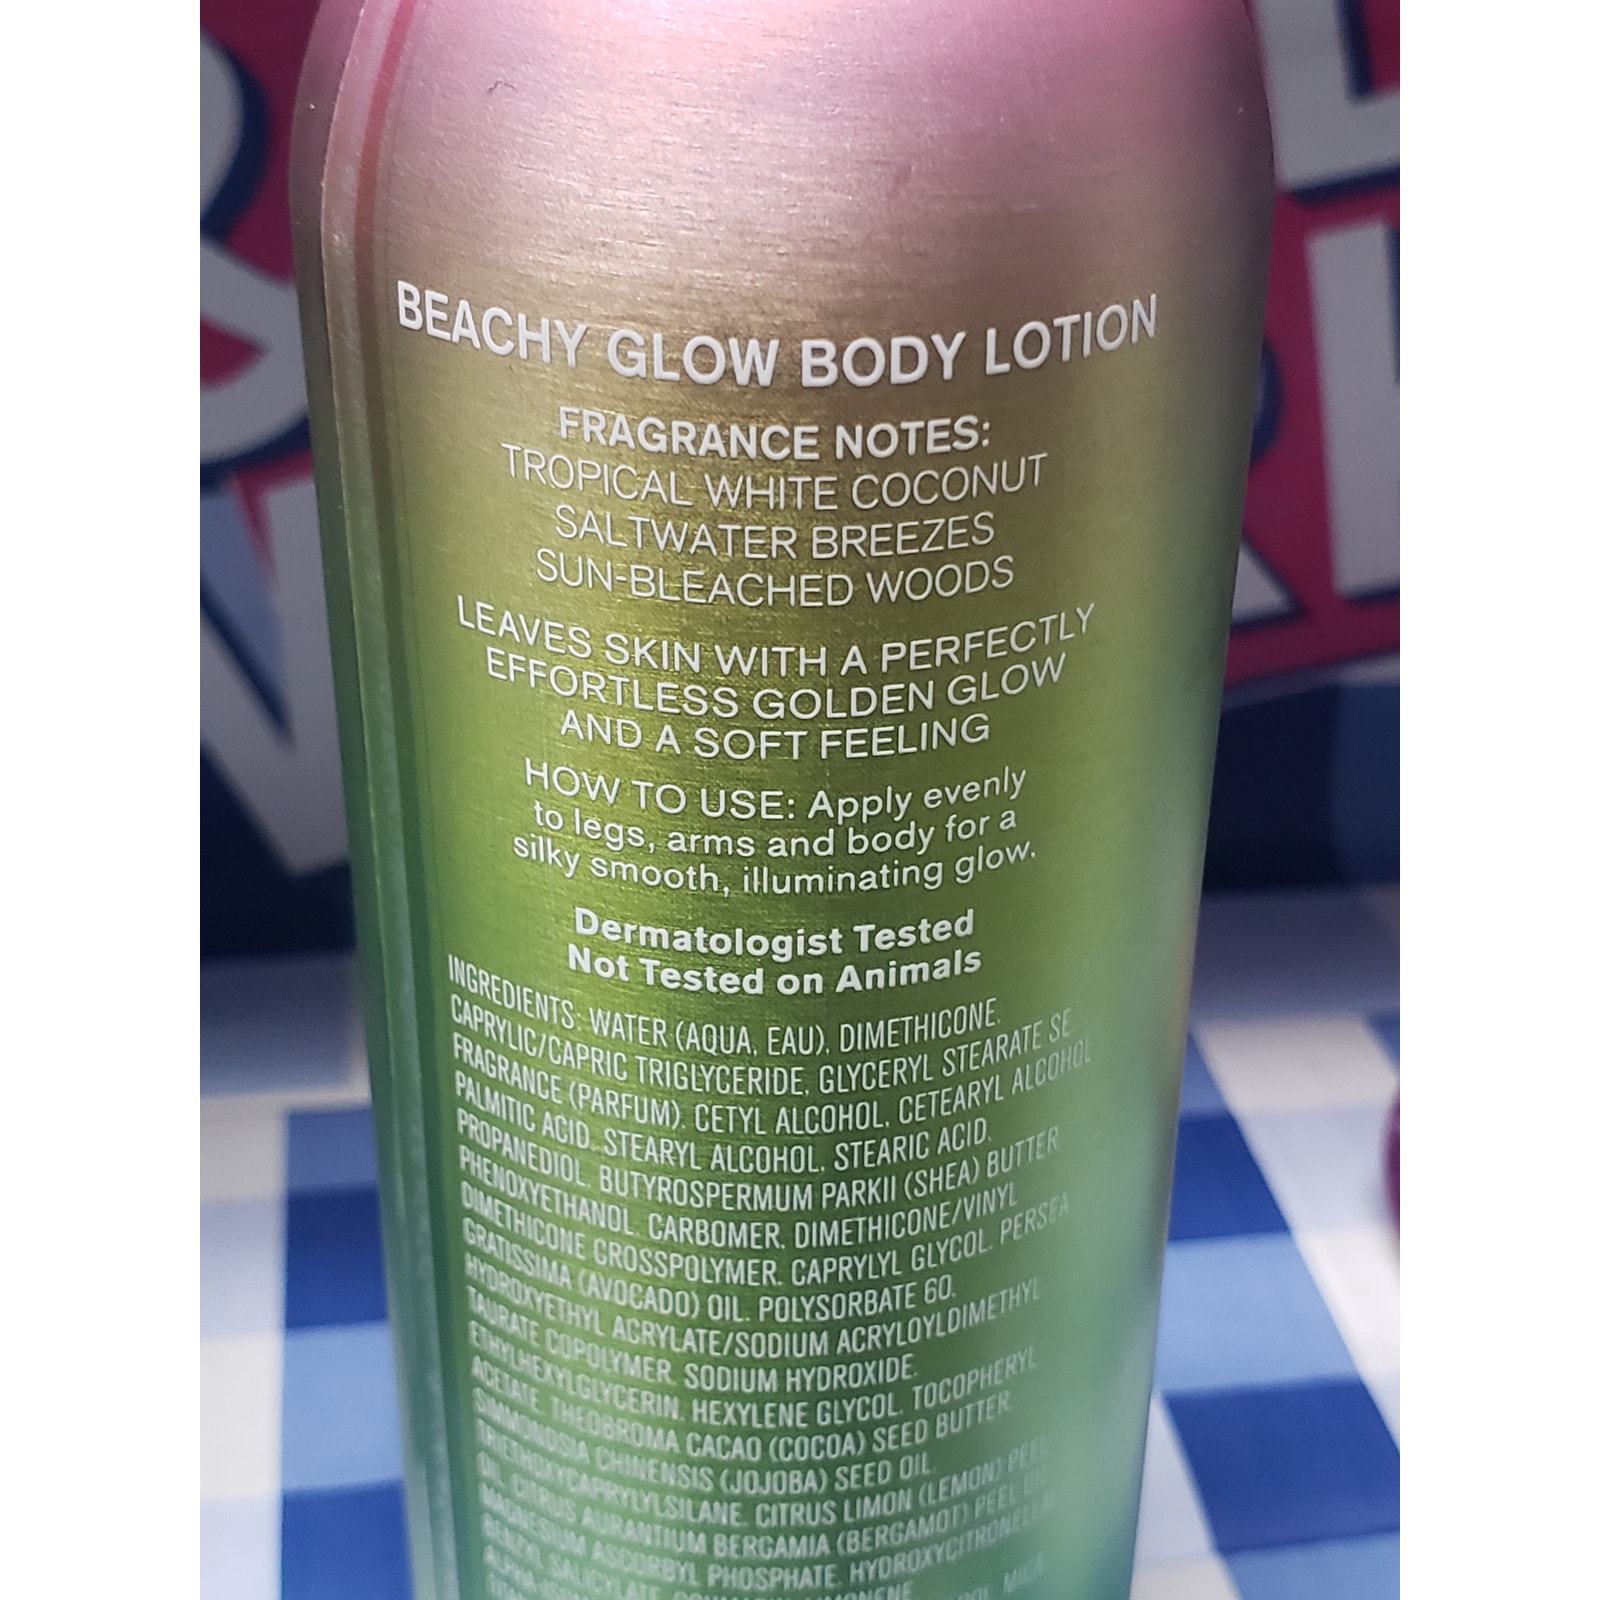 BEACHY GLOW BODY LOTION
FRAGRANCE NOTES:
TROPICAL WHITE COCONUT
SALTWATER BREEZES
SUN-BLEACHED WOODS
LEAVES SKIN WITH A PERFECTLY
EFFORTLESS GOLDEN GLOW
AND A SOFT FEELING
HOW TO USE: Apply evenly
to legs, arms and body for a
silky smooth, illuminating glow.
Dermatologist Tested
Not Tested on Animals
INGREDIENTS: WATER (AQUA, EAU), DIMETHICONE,
CAPRYLIC/CAPRIC TRIGLYCERIDE, GLYCERYL STEARATE SE
FRAGRANCE (PARFUM), CETYL ALCOHOL, CETEARYL ALCOHOL
PALMITIC ACID, STEARYL ALCOHOL, STEARIC ACID,
PROPANEDIOL, BUTYROSPERMUM PARKII (SHEA) BUTTER
PHENOXYETHANOL, CARBOMER, DIMETHICONE/VINYL
DIMETHICONE CROSSPOLYMER, CAPRYLYL GLYCOL, PERSEA
GRATISSIMA (AVOCADO) OIL, POLYSORBATE 60,
HYDROXYETHYL ACRYLATE/SODIUM ACRYLOYLDIMETHYL
TAURATE COPOLYMER, SODIUM HYDROXIDE,
ETHYLHEXYLGLYCERIN, HEXYLENE GLYCOL, TOCOPHERYL
ACETATE, THEOBROMA CACAO (COCOA) SEED BUTTER
SIMMONDSIA CHINENSIS (JOJOBA) SEED OIL,
TRIETHOXYCAPRYLYLSILANE, CITRUS LIMON (LEMON) PEEL
OIL, CITRUS AURANTIUM BERGAMIA (BERGAMOT) PEEL OIL
MAGNESIUM ASCORBYL PHOSPHATE, HYDROXYCITRONELLAL
BENZYL SALICYLATE, LIMONENE,
MICA